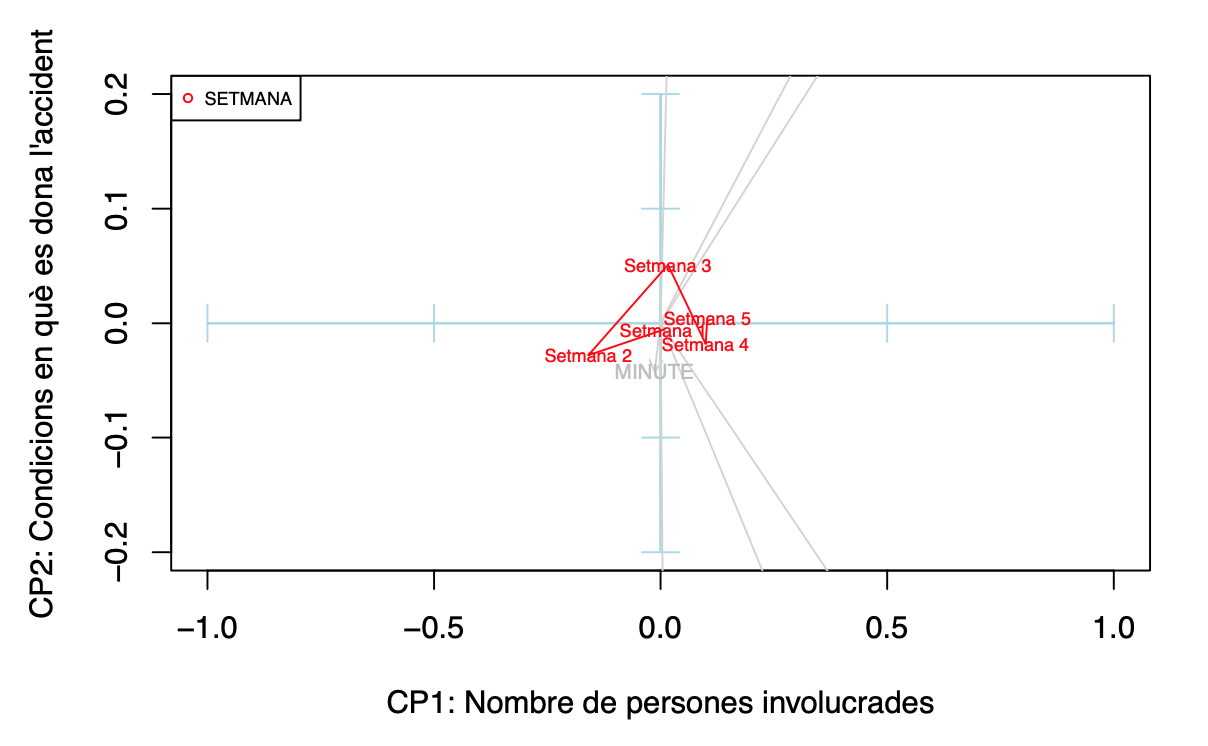 CP2: Condicions en què es dona l'accident
0.2
0.1
0.0
−0.1
−0.2
SETMANA
Setmana 3
Setmana 5
Setmana 1
Setmana 4
Setmana 2
MINUTE
−1.0
−0.5
0.0
0.5
1.0
CP1: Nombre de persones involucrades